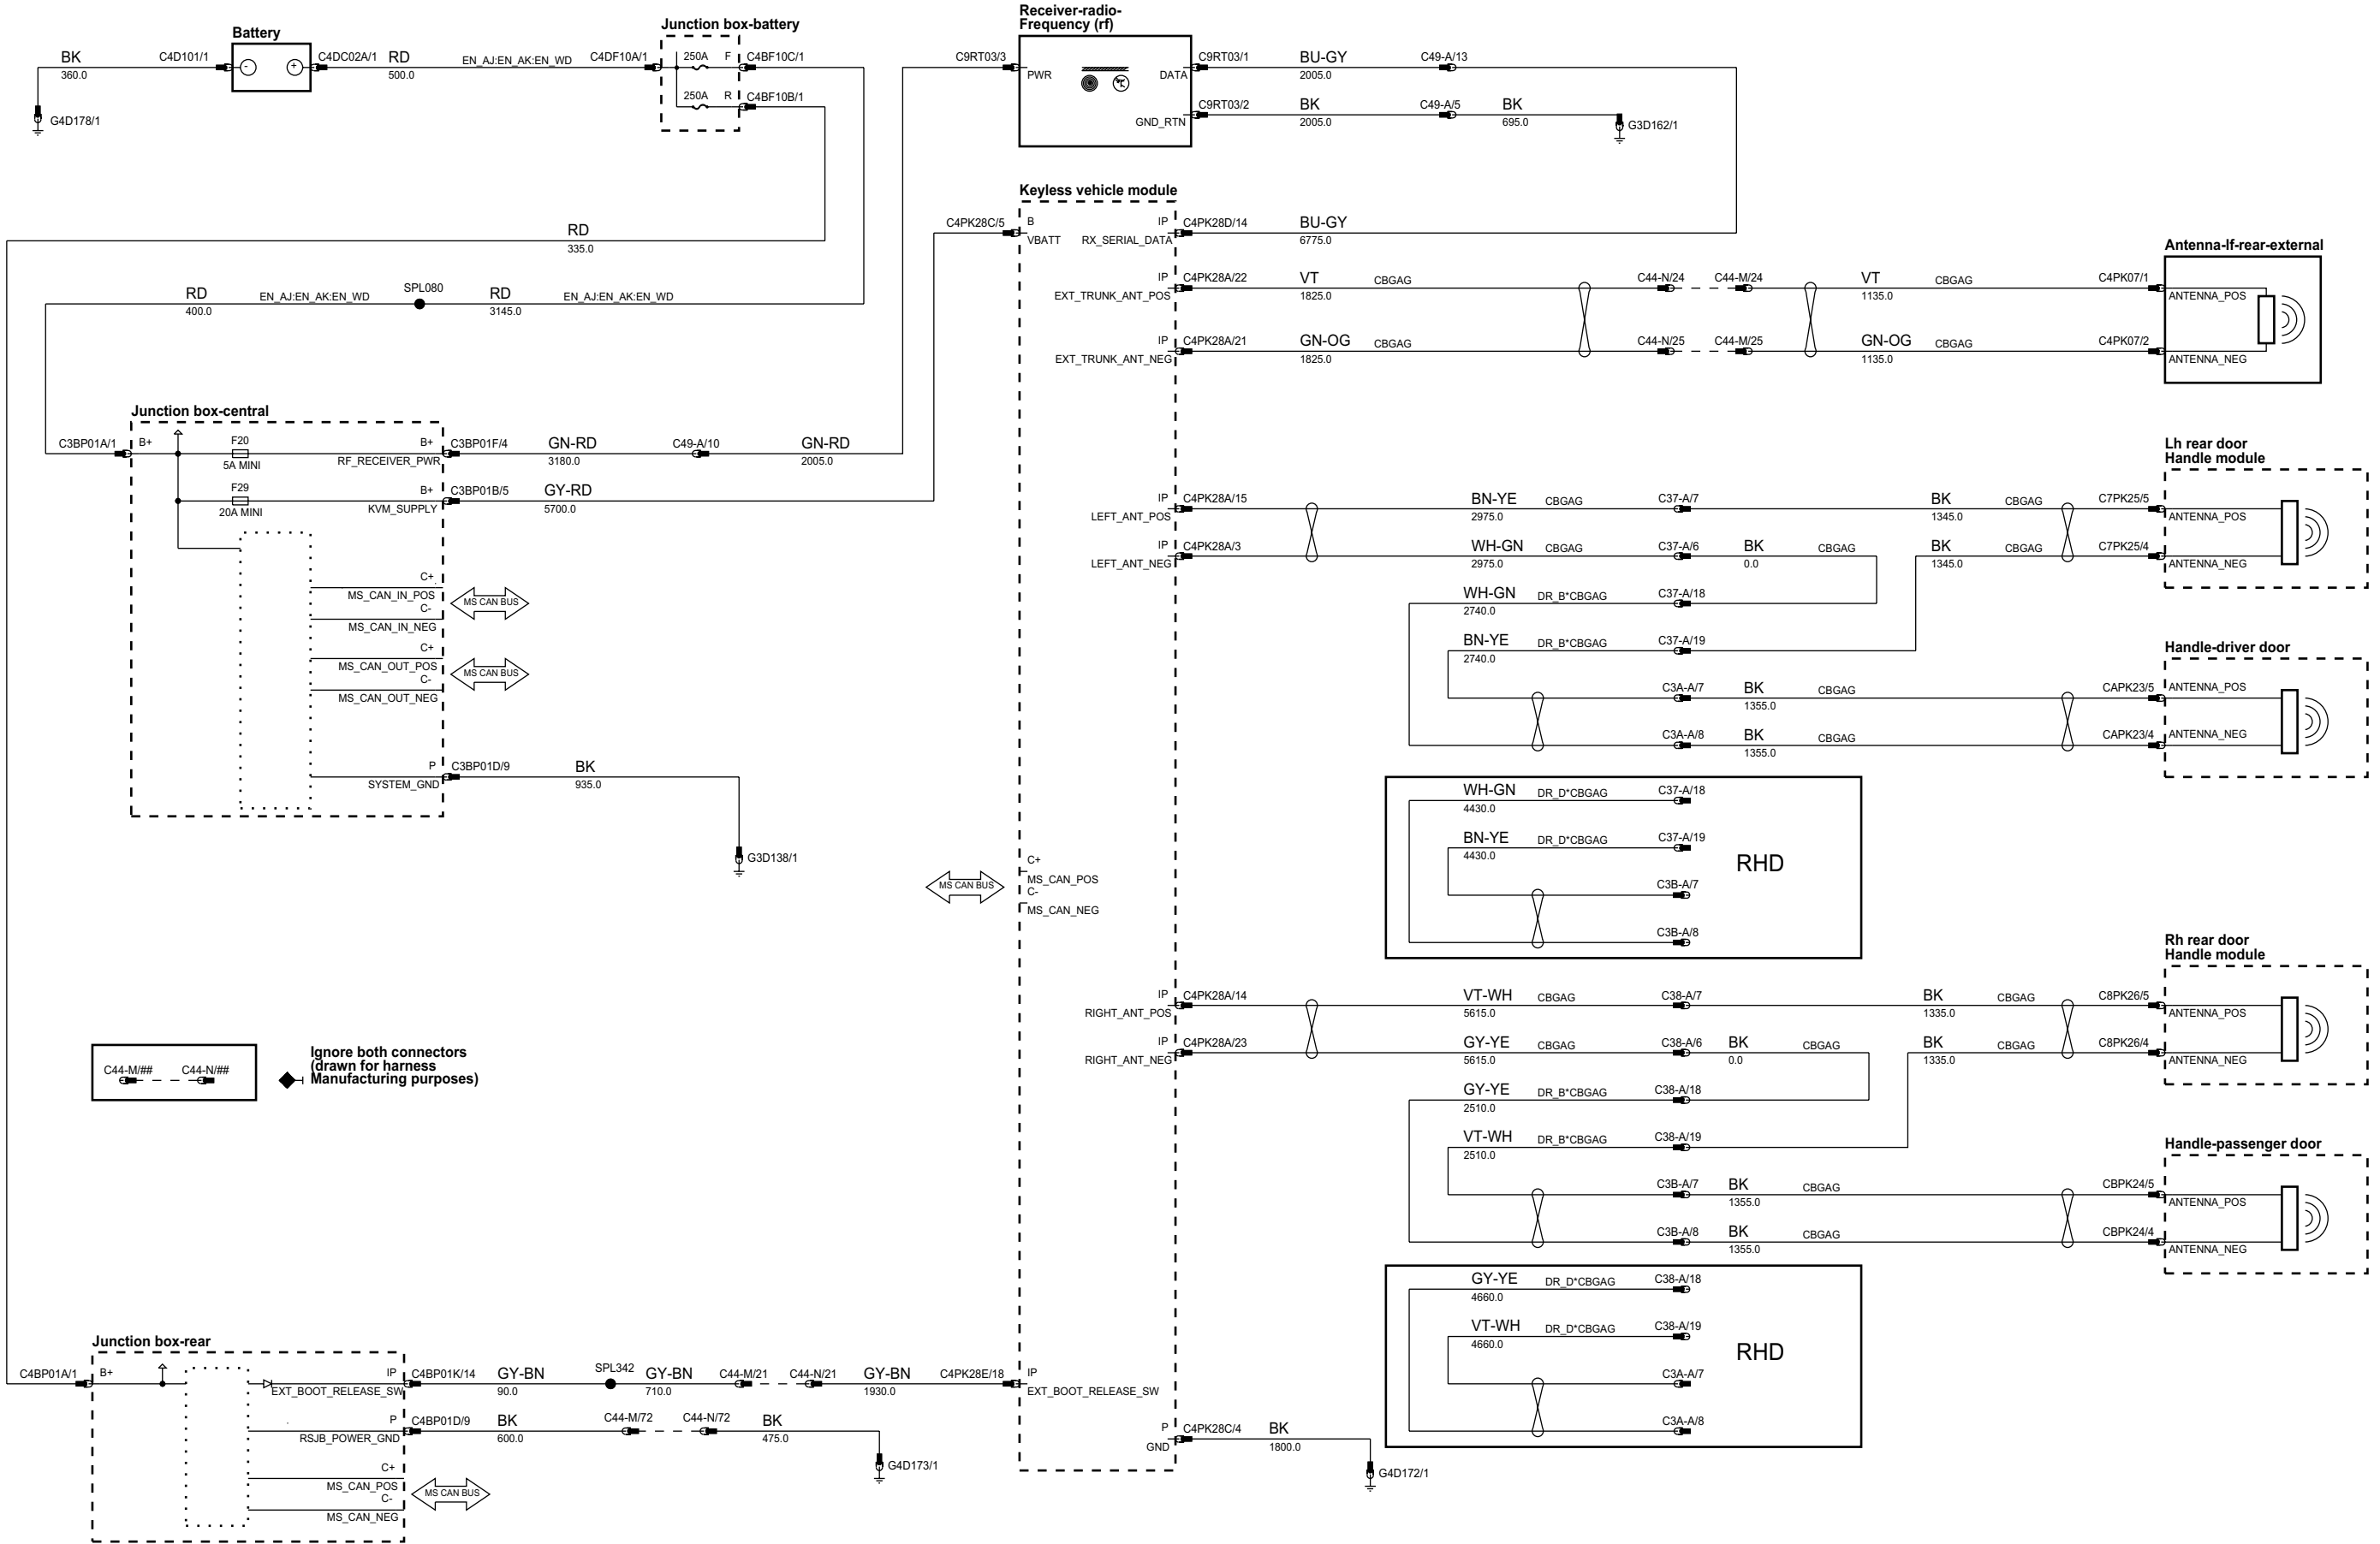 Battery
BK
360.0
C4D101/1
-
+
C4DC02A/1
RD
500.0
EN_AJ:EN_AK:EN_WD
C4DF10A/1
G4D178/1
Junction box-battery
250A
F
C4BF10C/1
250A
R
C4BF10B/1
RD
335.0
RD
400.0
EN_AJ:EN_AK:EN_WD
SPL080
RD
3145.0
EN_AJ:EN_AK:EN_WD
Receiver-radio-
Frequency (rf)
C9RT03/3
PWR
DATA
GND_RTN
C9RT03/1
BU-GY
2005.0
C49-A/13
C9RT03/2
BK
2005.0
C49-A/5
BK
695.0
G3D162/1
Junction box-central
C3BP01A/1
B+
F20
5A MINI
B+
RF_RECEIVER_PWR
C3BP01F/4
GN-RD
3180.0
C49-A/10
GN-RD
2005.0
F29
20A MINI
B+
KVM_SUPPLY
C3BP01B/5
GY-RD
5700.0
C+
MS_CAN_IN_POS
C-
MS_CAN_IN_NEG
MS CAN BUS
C+
MS_CAN_OUT_POS
C-
MS_CAN_OUT_NEG
MS CAN BUS
P
SYSTEM_GND
C3BP01D/9
BK
935.0
G3D138/1
Keyless vehicle module
C4PK28C/5
B
VBATT
IP
RX_SERIAL_DATA
C4PK28D/14
BU-GY
6775.0
IP
EXT_TRUNK_ANT_POS
C4PK28A/22
VT
1825.0
CBGAG
C44-N/24
C44-M/24
VT
1135.0
CBGAG
C4PK07/1
IP
EXT_TRUNK_ANT_NEG
C4PK28A/21
GN-OG
1825.0
CBGAG
C44-N/25
C44-M/25
GN-OG
1135.0
CBGAG
C4PK07/2
Antenna-lf-rear-external
ANTENNA_POS
ANTENNA_NEG
IP
LEFT_ANT_POS
C4PK28A/15
BN-YE
2975.0
CBGAG
C37-A/7
BK
1345.0
CBGAG
C7PK25/5
IP
LEFT_ANT_NEG
C4PK28A/3
WH-GN
2975.0
CBGAG
C37-A/6
BK
0.0
CBGAG
BK
1345.0
CBGAG
C7PK25/4
Lh rear door
Handle module
ANTENNA_POS
ANTENNA_NEG
WH-GN
2740.0
DR_B*CBGAG
C37-A/18
BN-YE
2740.0
DR_B*CBGAG
C37-A/19
C3A-A/7
BK
1355.0
CBGAG
CAPK23/5
C3A-A/8
BK
1355.0
CBGAG
CAPK23/4
Handle-driver door
ANTENNA_POS
ANTENNA_NEG
WH-GN
4430.0
DR_D*CBGAG
C37-A/18
BN-YE
4430.0
DR_D*CBGAG
C37-A/19
RHD
C3B-A/7
C3B-A/8
MS CAN BUS
C+
MS_CAN_POS
C-
MS_CAN_NEG
IP
RIGHT_ANT_POS
C4PK28A/14
VT-WH
5615.0
CBGAG
C38-A/7
BK
1335.0
CBGAG
C8PK26/5
IP
RIGHT_ANT_NEG
C4PK28A/23
GY-YE
5615.0
CBGAG
C38-A/6
BK
0.0
CBGAG
BK
1335.0
CBGAG
C8PK26/4
Rh rear door
Handle module
ANTENNA_POS
ANTENNA_NEG
GY-YE
2510.0
DR_B*CBGAG
C38-A/18
VT-WH
2510.0
DR_B*CBGAG
C38-A/19
C3B-A/7
BK
1355.0
CBGAG
CBPK24/5
C3B-A/8
BK
1355.0
CBGAG
CBPK24/4
Handle-passenger door
ANTENNA_POS
ANTENNA_NEG
GY-YE
4660.0
DR_D*CBGAG
C38-A/18
VT-WH
4660.0
DR_D*CBGAG
C38-A/19
RHD
C3A-A/7
C3A-A/8
C44-M/##
C44-N/##
Ignore both connectors
(drawn for harness
Manufacturing purposes)
Junction box-rear
C4BP01A/1
B+
IP
EXT_BOOT_RELEASE_SW
C4BP01K/14
GY-BN
90.0
SPL342
GY-BN
710.0
C44-M/21
C44-N/21
GY-BN
1930.0
C4PK28E/18
IP
EXT_BOOT_RELEASE_SW
P
RSJB_POWER_GND
C4BP01D/9
BK
600.0
C44-M/72
C44-N/72
BK
475.0
G4D173/1
C+
MS_CAN_POS
C-
MS_CAN_NEG
MS CAN BUS
P
GND
C4PK28C/4
BK
1800.0
G4D172/1